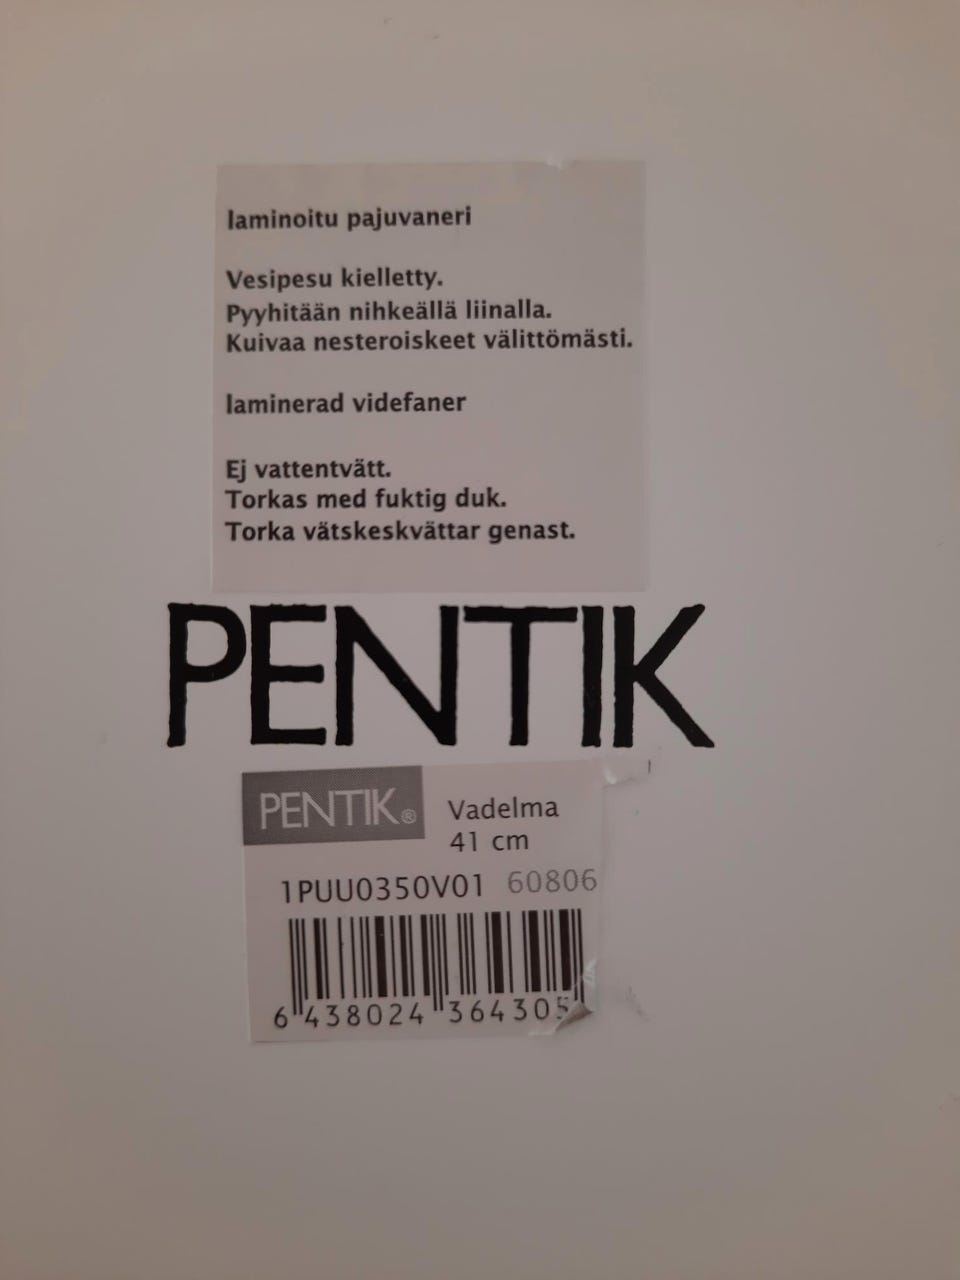 laminoitu pajuvaneri
Vesipesu kielletty.
Pyyhitään nihkeällä liinalla.
Kuivaa nesteroiskeet välittömästi.
laminerad videfaner
Ej vattentvätt.
Torkas med fuktig duk.
Torka vätskeskvättar genast.
PENTIK
PENTIK® Vadelma
41 cm
1PUU0350V01 60806
6 438024 364305